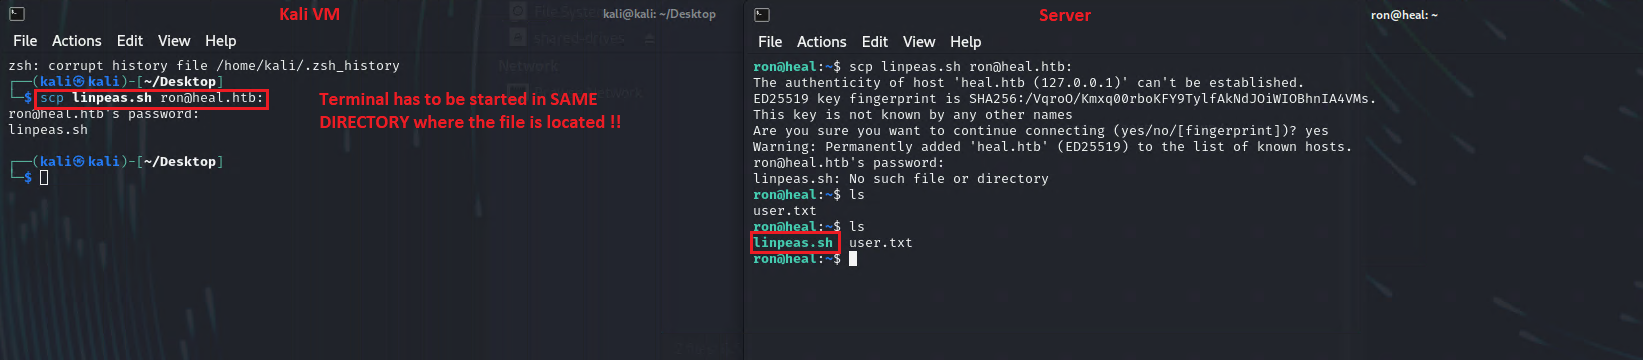 Kali VM
kali@kali: ~/Desktop
File Actions Edit View Help
zsh: corrupt history file /home/kali/.zsh_history
┌──(kali㉿kali)-[~/Desktop]
└─$ scp linpeas.sh ron@heal.htb:
ron@heal.htb's password:
linpeas.sh
┌──(kali㉿kali)-[~/Desktop]
└─$
Terminal has to be started in SAME
DIRECTORY where the file is located !!
File System
shared-drives
Network
Server
ron@heal: ~
File Actions Edit View Help
ron@heal:~$ scp linpeas.sh ron@heal.htb:
The authenticity of host 'heal.htb (127.0.0.1)' can't be established.
ED25519 key fingerprint is SHA256:/VqroO/Kmxq00rboKFY9TylfAkNdJOiWIOBhnIA4VMs.
This key is not known by any other names
Are you sure you want to continue connecting (yes/no/[fingerprint])? yes
Warning: Permanently added 'heal.htb' (ED25519) to the list of known hosts.
ron@heal.htb's password:
linpeas.sh: No such file or directory
ron@heal:~$ ls
user.txt
ron@heal:~$ ls
linpeas.sh user.txt
ron@heal:~$